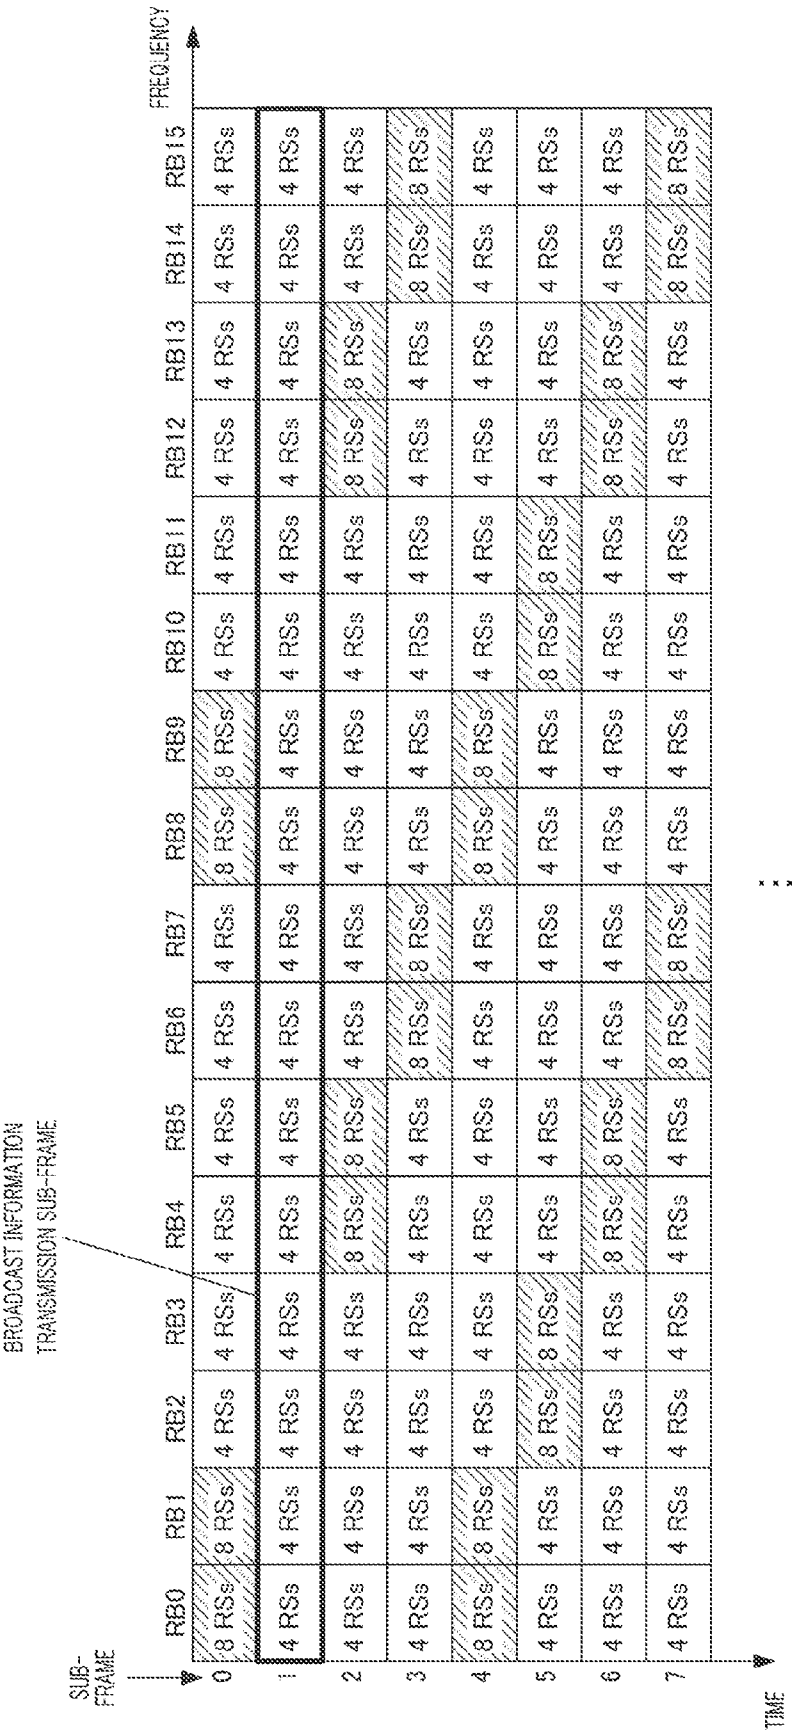 BROADCAST INFORMATION
TRANSMISSION SUB-FRAME
SUB-
FRAME
RB0 RB1 RB2 RB3 RB4 RB5 RB6 RB7 RB8 RB9 RB10 RB11 RB12 RB13 RB14 RB15
FREQUENCY
0 8 RSs 8 RSs 4 RSs 4 RSs 4 RSs 4 RSs 4 RSs 4 RSs 8 RSs 8 RSs 4 RSs 4 RSs 4 RSs 4 RSs 4 RSs 4 RSs
1 4 RSs 4 RSs 4 RSs 4 RSs 4 RSs 4 RSs 4 RSs 4 RSs 4 RSs 4 RSs 4 RSs 4 RSs 4 RSs 4 RSs 4 RSs 4 RSs
2 4 RSs 4 RSs 4 RSs 4 RSs 8 RSs 8 RSs 4 RSs 4 RSs 4 RSs 4 RSs 4 RSs 4 RSs 8 RSs 8 RSs 4 RSs 4 RSs
3 4 RSs 4 RSs 4 RSs 4 RSs 4 RSs 4 RSs 8 RSs 8 RSs 4 RSs 4 RSs 4 RSs 4 RSs 4 RSs 4 RSs 8 RSs 8 RSs
4 8 RSs 8 RSs 4 RSs 4 RSs 4 RSs 4 RSs 4 RSs 4 RSs 8 RSs 8 RSs 4 RSs 4 RSs 4 RSs 4 RSs 4 RSs 4 RSs
5 4 RSs 4 RSs 8 RSs 8 RSs 4 RSs 4 RSs 4 RSs 4 RSs 4 RSs 4 RSs 8 RSs 8 RSs 4 RSs 4 RSs 4 RSs 4 RSs
6 4 RSs 4 RSs 4 RSs 4 RSs 8 RSs 8 RSs 4 RSs 4 RSs 4 RSs 4 RSs 4 RSs 4 RSs 8 RSs 8 RSs 4 RSs 4 RSs
7 4 RSs 4 RSs 4 RSs 4 RSs 4 RSs 4 RSs 8 RSs 8 RSs 4 RSs 4 RSs 4 RSs 4 RSs 4 RSs 4 RSs 8 RSs 8 RSs
TIME